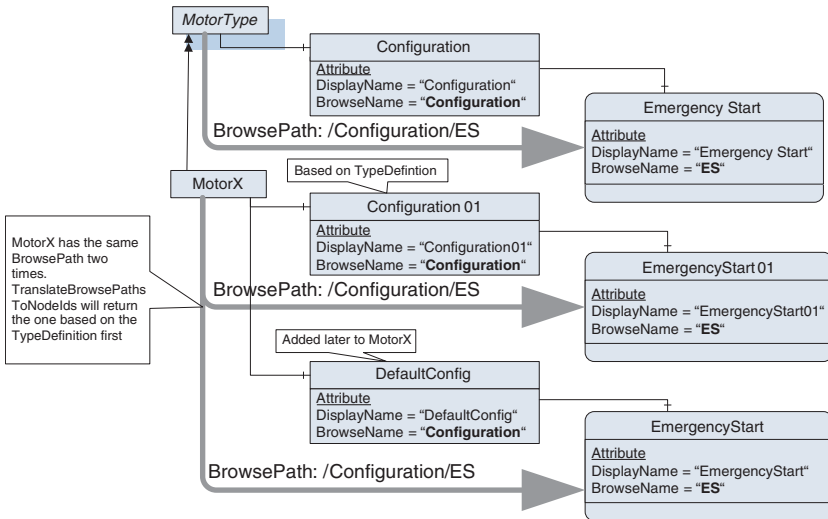 MotorType
Configuration
Attribute
DisplayName = “Configuration“
BrowseName = “Configuration“
BrowsePath: /Configuration/ES
Emergency Start
Attribute
DisplayName = “Emergency Start“
BrowseName = “ES“
Based on TypeDefintion
MotorX
Configuration 01
Attribute
DisplayName = “Configuration01“
BrowseName = “Configuration“
BrowsePath: /Configuration/ES
EmergencyStart 01
Attribute
DisplayName = “EmergencyStart01“
BrowseName = “ES“
MotorX has the same
BrowsePath two
times.
TranslateBrowsePaths
ToNodeIds will return
the one based on the
TypeDefinition first
Added later to MotorX
DefaultConfig
Attribute
DisplayName = “DefaultConfig“
BrowseName = “Configuration“
BrowsePath: /Configuration/ES
EmergencyStart
Attribute
DisplayName = “EmergencyStart“
BrowseName = “ES“